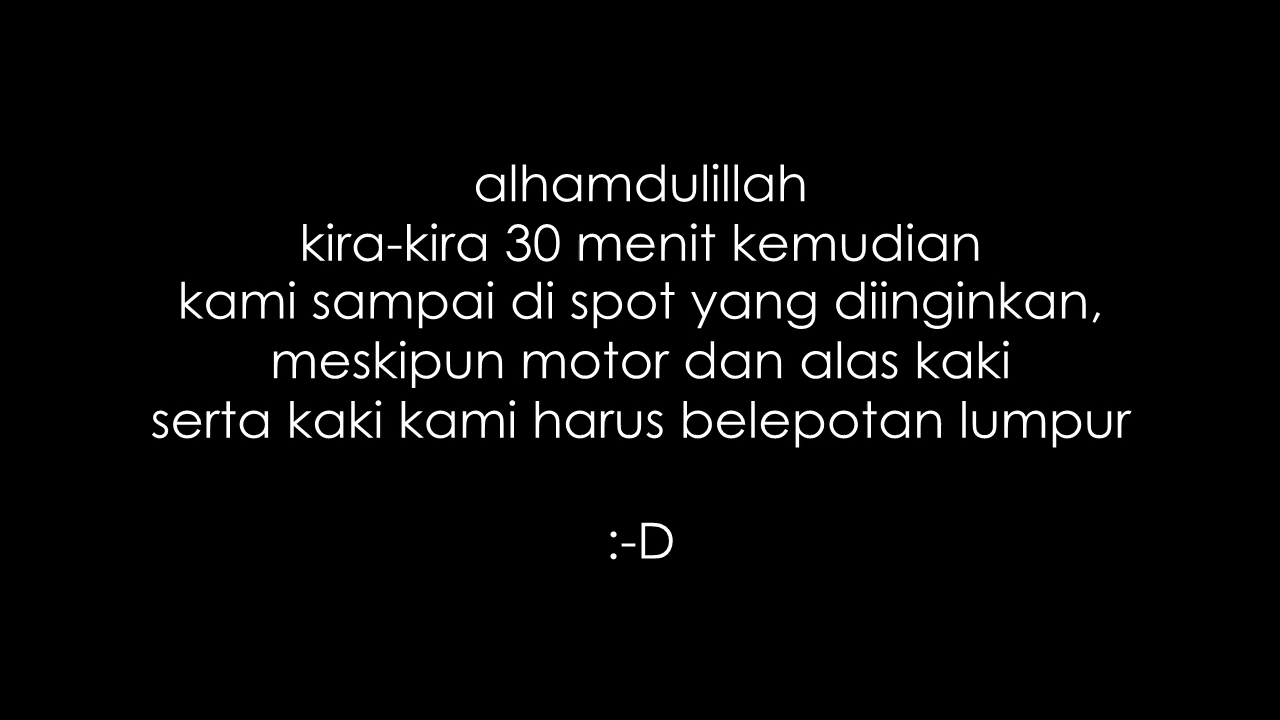 alhamdulillah
kira-kira 30 menit kemudian
kami sampai di spot yang diinginkan,
meskipun motor dan alas kaki
serta kaki kami harus belepotan lumpur
:-D